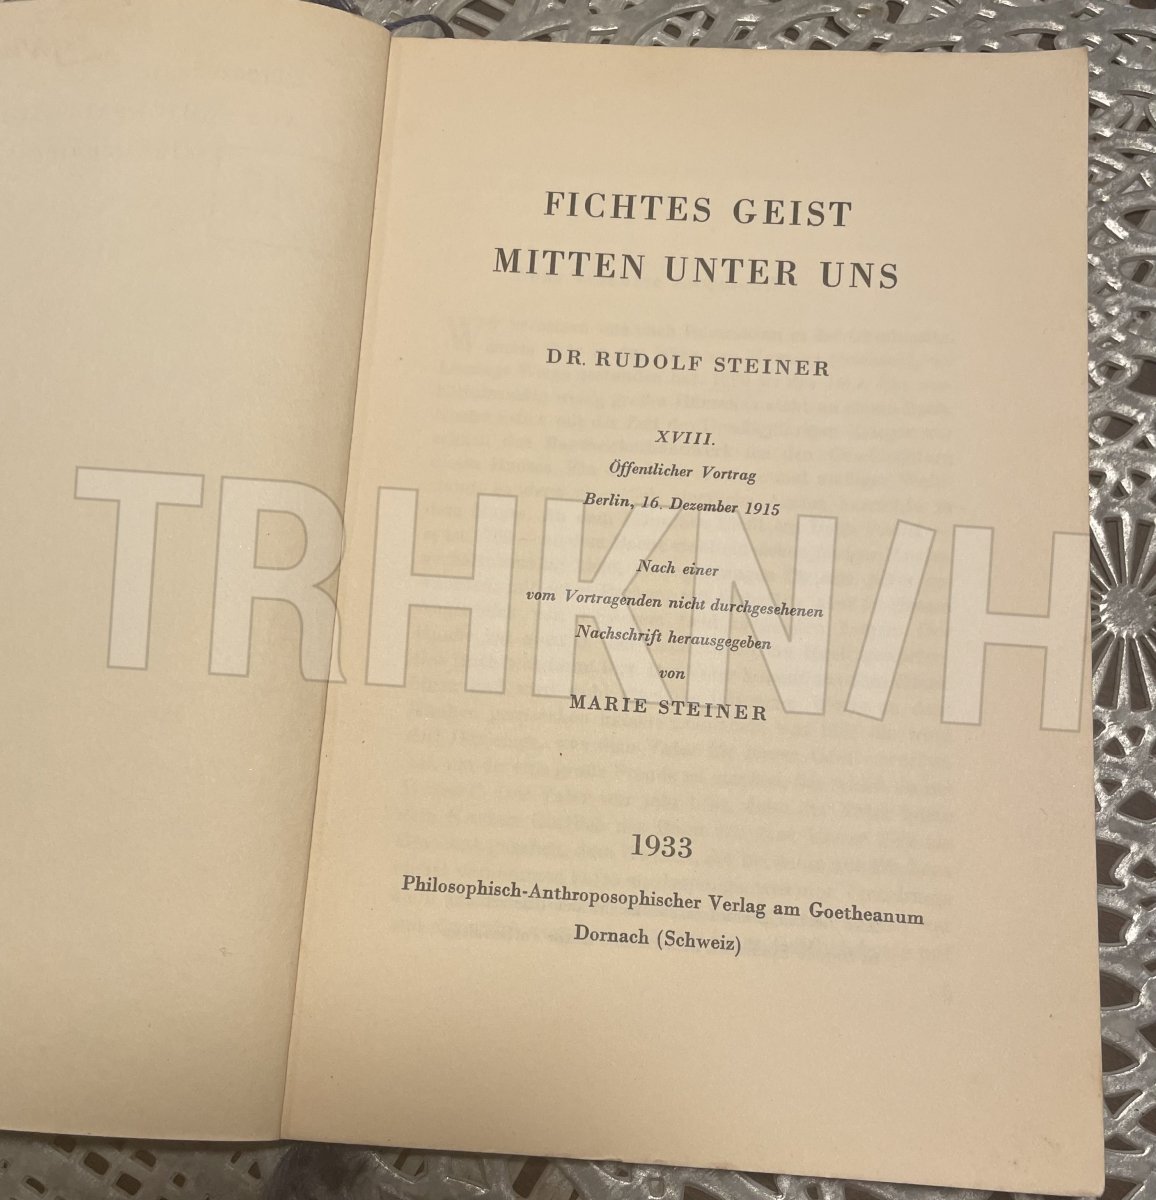 FICHTES GEIST
MITTEN UNTER UNS
DR. RUDOLF STEINER
XVIII.
Öffentlicher Vortrag
Berlin, 16. Dezember 1915
Nach einer
vom Vortragenden nicht durchgesehenen
Nachschrift herausgegeben
von
MARIE STEINER
1933
Philosophisch-Anthroposophischer Verlag am Goetheanum
Dornach (Schweiz)
TRHKN/H